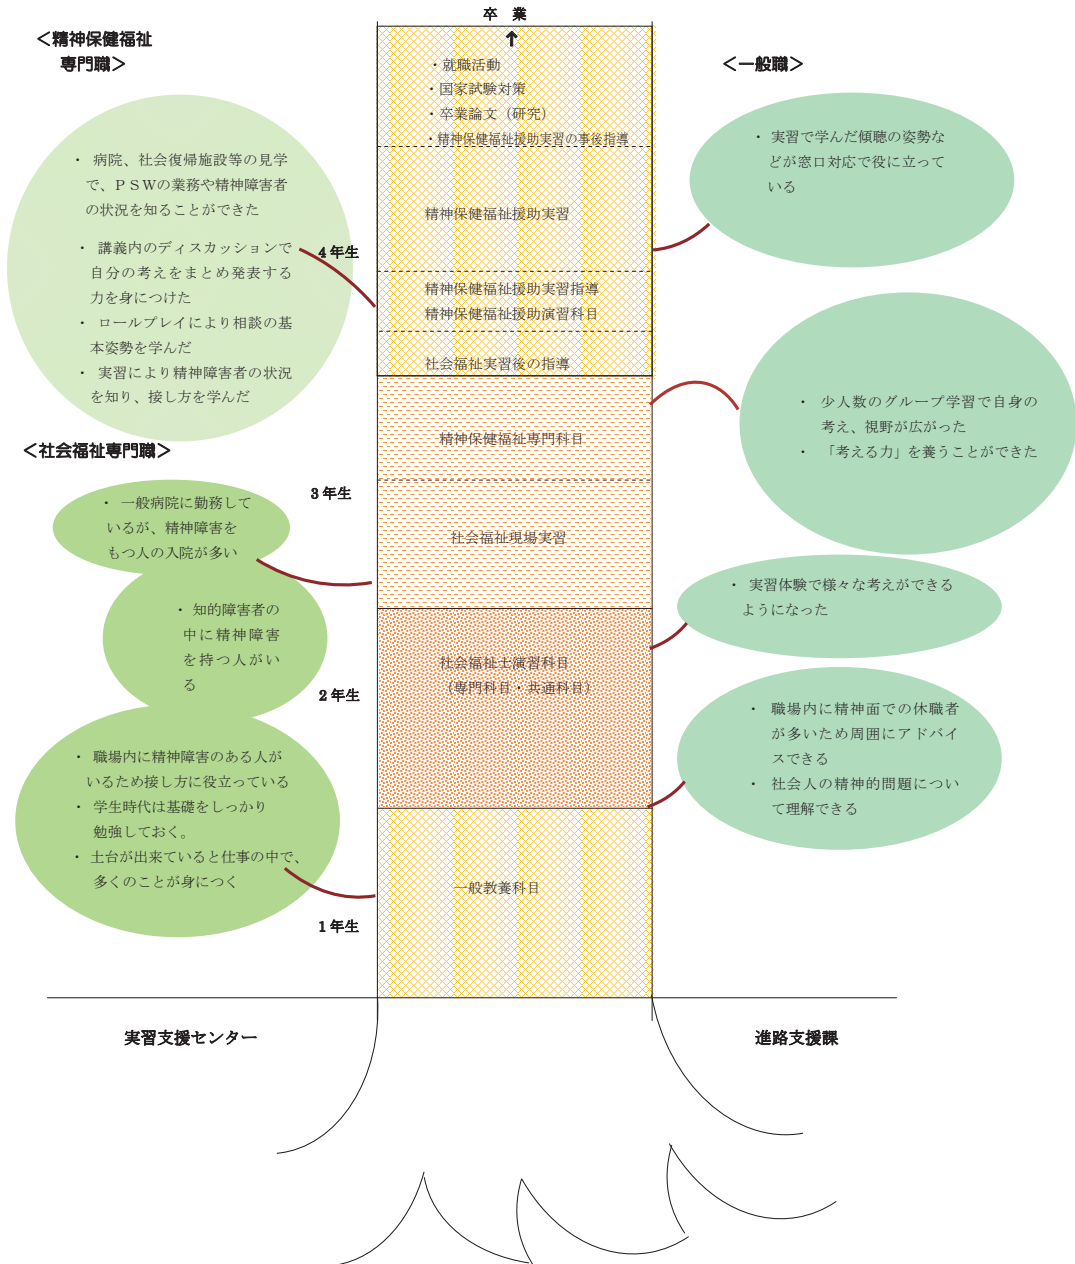 卒 業
＜精神保健福祉
専門職＞
・ 病院、社会復帰施設等の見学
で、ＰＳＷの業務や精神障害者
の状況を知ることができた
・ 講義内のディスカッションで
自分の考えをまとめ発表する
力を身につけた
・ ロールプレイにより相談の基
本姿勢を学んだ
・ 実習により精神障害者の状況
を知り、接し方を学んだ
＜社会福祉専門職＞
・ 一般病院に勤務して
いるが、精神障害を
もつ人の入院が多い
・ 知的障害者の
中に精神障害
を持つ人がい
る
・ 職場内に精神障害のある人が
いるため接し方に役立っている
・ 学生時代は基礎をしっかり
勉強しておく。
・ 土台が出来ていると仕事の中で、
多くのことが身につく
4年生
3年生
2年生
1年生
↑
・就職活動
・国家試験対策
・卒業論文（研究）
・精神保健福祉援助実習の事後指導
精神保健福祉援助実習
精神保健福祉援助実習指導
精神保健福祉援助演習科目
社会福祉実習後の指導
精神保健福祉専門科目
社会福祉現場実習
社会福祉士演習科目
（専門科目・共通科目）
一般教養科目
＜一般職＞
・ 実習で学んだ傾聴の姿勢な
どが窓口対応で役に立って
いる
・ 少人数のグループ学習で自身の
考え、視野が広がった
・ 「考える力」を養うことができた
・ 実習体験で様々な考えができる
ようになった
・ 職場内に精神面での休職者
が多いため周囲にアドバイ
スできる
・ 社会人の精神的問題につい
て理解できる
実習支援センター
進路支援課